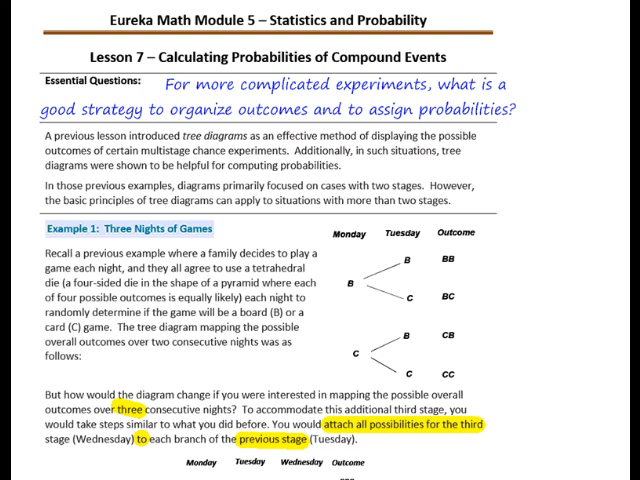 Eureka Math Module 5 – Statistics and Probability
Lesson 7 – Calculating Probabilities of Compound Events
Essential Questions: For more complicated experiments, what is a
good strategy to organize outcomes and to assign probabilities?
A previous lesson introduced tree diagrams as an effective method of displaying the possible
outcomes of certain multistage chance experiments. Additionally, in such situations, tree
diagrams were shown to be helpful for computing probabilities.
In those previous examples, diagrams primarily focused on cases with two stages. However,
the basic principles of tree diagrams can apply to situations with more than two stages.
Example 1: Three Nights of Games
Recall a previous example where a family decides to play a
game each night, and they all agree to use a tetrahedral
die (a four-sided die in the shape of a pyramid where each
of four possible outcomes is equally likely) each night to
randomly determine if the game will be a board (B) or a
card (C) game. The tree diagram mapping the possible
overall outcomes over two consecutive nights was as
follows:
Monday Tuesday Outcome
B BB
B
C BC
B CB
C
C CC
But how would the diagram change if you were interested in mapping the possible overall
outcomes over three consecutive nights? To accommodate this additional third stage, you
would take steps similar to what you did before. You would attach all possibilities for the third
stage (Wednesday) to each branch of the previous stage (Tuesday).
Monday Tuesday Wednesday Outcome